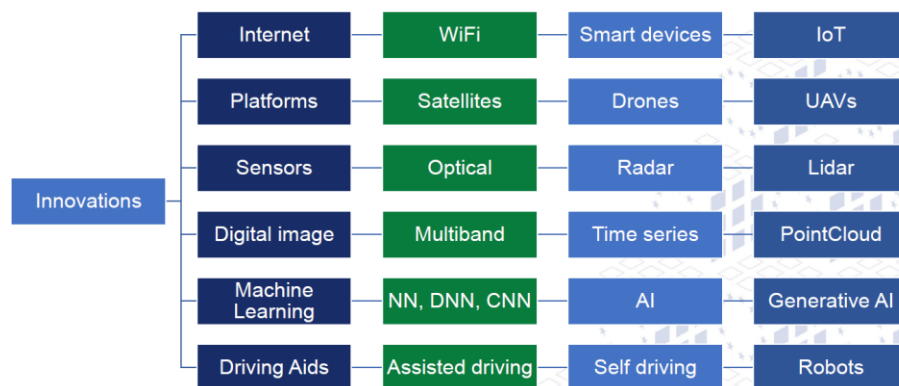 Internet
WiFi
Smart devices
IoT
Platforms
Satellites
Drones
UAVs
Sensors
Optical
Radar
Lidar
Innovations
Digital image
Multiband
Time series
PointCloud
Machine
Learning
NN, DNN, CNN
AI
Generative AI
Driving Aids
Assisted driving
Self driving
Robots